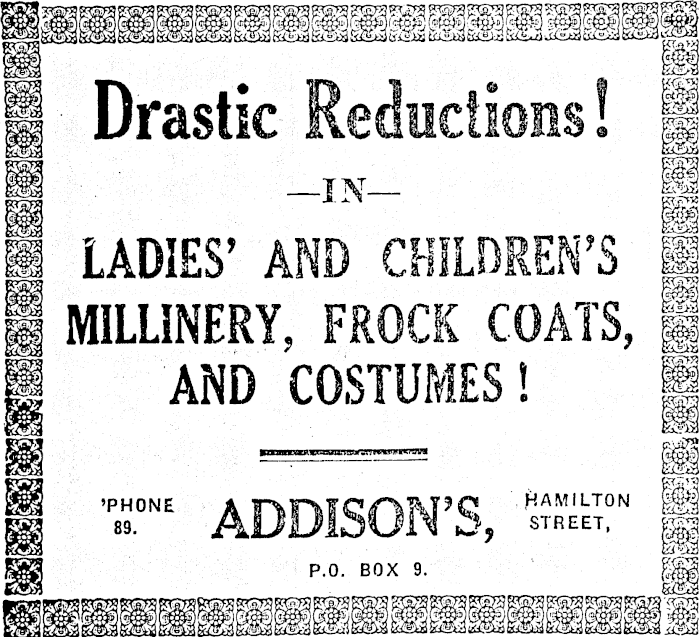 Drastic Reductions!
—IN—
LADIES' AND CHILDREN'S
MILLINERY, FROCK COATS,
AND COSTUMES!
'PHONE
89.
ADDISON'S,
HAMILTON
STREET,
P.O. BOX 9.